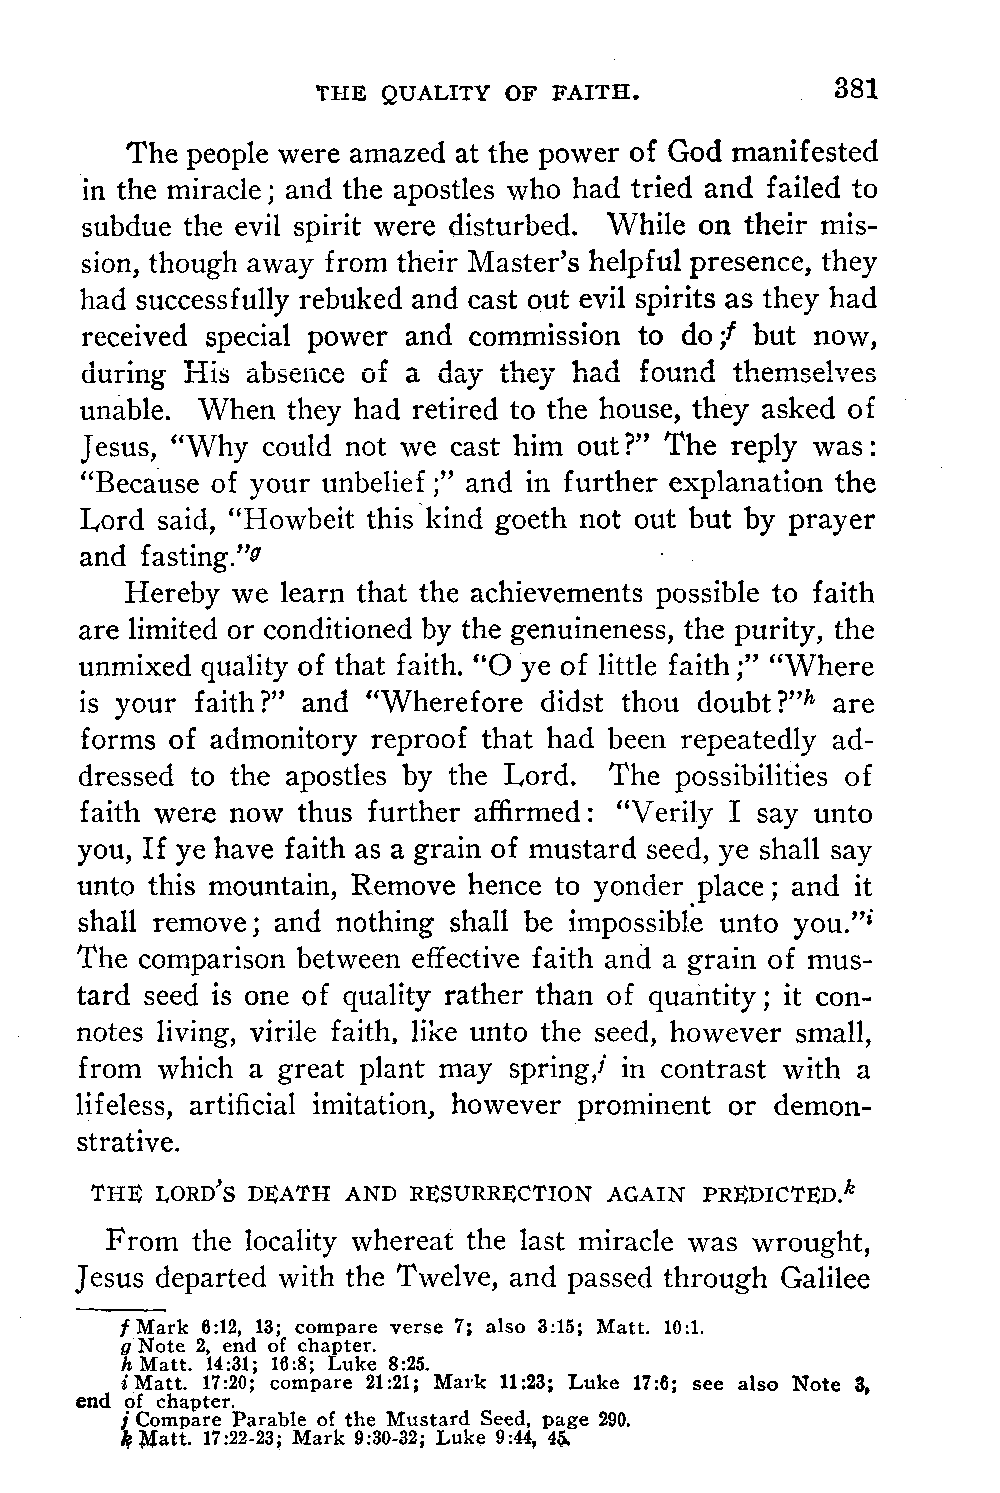 THE QUALITY OF FAITH. 381
The people were amazed at the power of God manifested
in the miracle; and the apostles who had tried and failed to
subdue the evil spirit were disturbed. While on their mis-
sion, though away from their Master's helpful presence, they
had successfully rebuked and cast out evil spirits as they had
received special power and commission to do;f but now,
during His absence of a day they had found themselves
unable. When they had retired to the house, they asked of
Jesus, “Why could not we cast him out?” The reply was:
“Because of your unbelief;” and in further explanation the
Lord said, “Howbeit this kind goeth not out but by prayer
and fasting.”g
Hereby we learn that the achievements possible to faith
are limited or conditioned by the genuineness, the purity, the
unmixed quality of that faith. “O ye of little faith;” “Where
is your faith?” and “Wherefore didst thou doubt?”h are
forms of admonitory reproof that had been repeatedly ad-
dressed to the apostles by the Lord. The possibilities of
faith were now thus further affirmed: “Verily I say unto
you, If ye have faith as a grain of mustard seed, ye shall say
unto this mountain, Remove hence to yonder place; and it
shall remove; and nothing shall be impossible unto you.”i
The comparison between effective faith and a grain of mus-
tard seed is one of quality rather than of quantity; it con-
notes living, virile faith, like unto the seed, however small,
from which a great plant may spring,j in contrast with a
lifeless, artificial imitation, however prominent or demon-
strative.
THE LORD'S DEATH AND RESURRECTION AGAIN PREDICTED.k
From the locality whereat the last miracle was wrought,
Jesus departed with the Twelve, and passed through Galilee
f Mark 6:12, 13; compare verse 7; also 3:15; Matt. 10:1.
g Note 2, end of chapter.
h Matt. 14:31; 16:8; Luke 8:25.
i Matt. 17:20; compare 21:21; Mark 11:23; Luke 17:6; see also Note 3,
end of chapter.
j Compare Parable of the Mustard Seed, page 290.
k Matt. 17:22-23; Mark 9:30-32; Luke 9:44, 45.